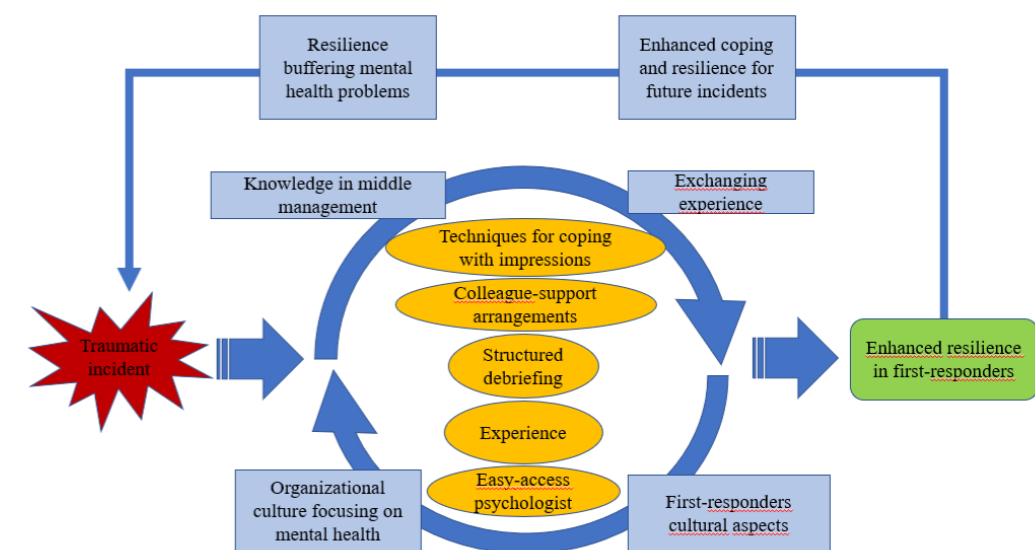 Resilience
buffering mental
health problems
Enhanced coping
and resilience for
future incidents
Knowledge in middle
management
Exchanging
experience
Techniques for coping
with impressions
Colleague-support
arrangements
Traumatic
incident
Structured
debriefing
Enhanced resilience
in first-responders
Experience
Organizational
culture focusing on
mental health
Easy-access
psychologist
First-responders
cultural aspects